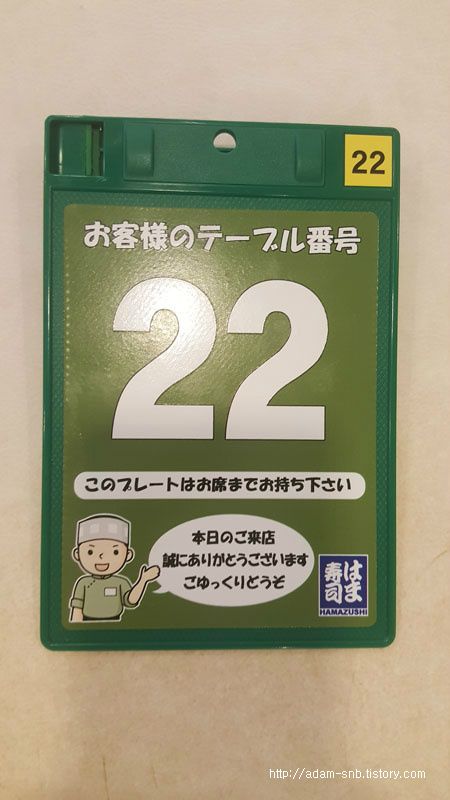 22
お客様のテーブル番号
22
このプレートはお席までお持ち下さい
本日のご来店
誠にありがとうございます
ごゆっくりどうぞ
はま
寿司
HAMAZUSHI
http://adam-snb.tistory.com